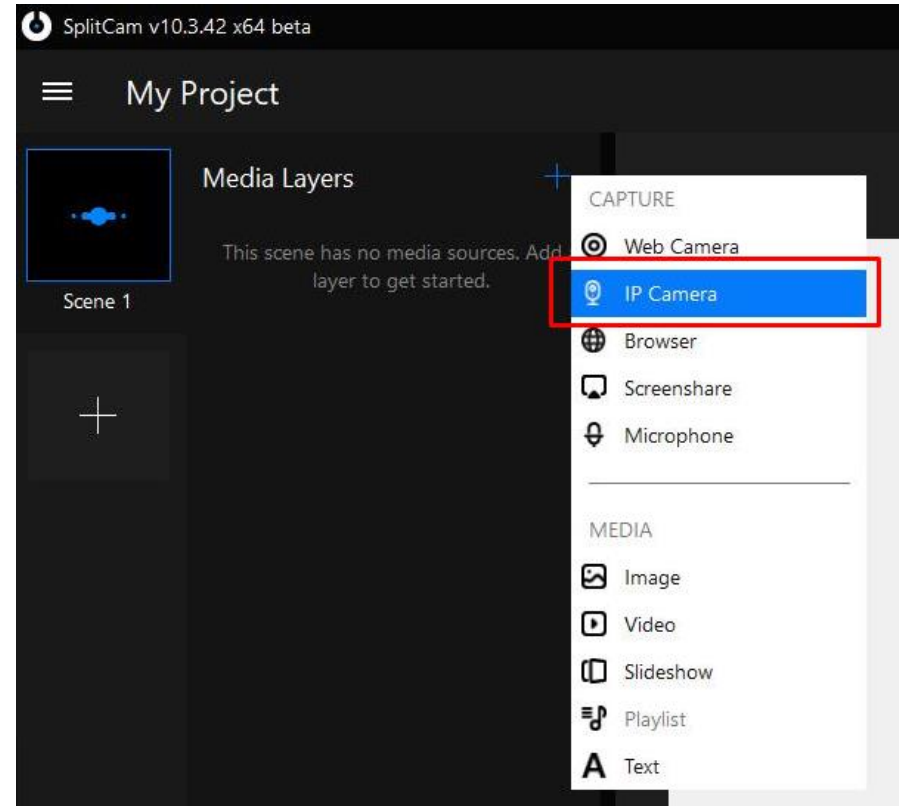 SplitCam v10.3.42 x64 beta
My Project
Media Layers
This scene has no media sources. Add
layer to get started.
Scene 1
CAPTURE
Web Camera
IP Camera
Browser
Screenshare
Microphone
MEDIA
Image
Video
Slideshow
Playlist
Text